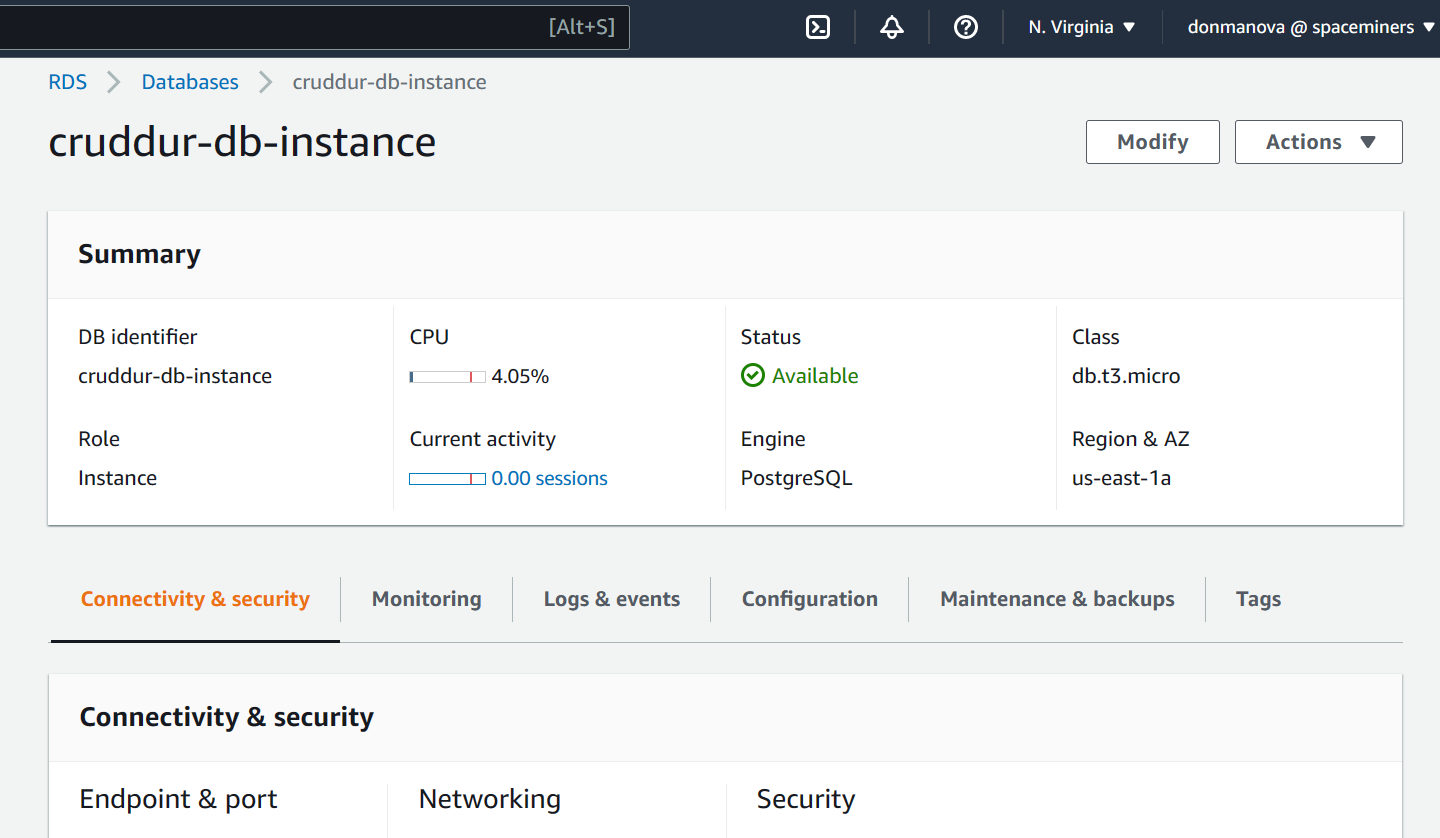 [Alt+S] N. Virginia donmanova @ spaceminers
RDS Databases cruddur-db-instance
cruddur-db-instance Modify Actions
Summary
DB identifier CPU Status Class
cruddur-db-instance 4.05% Available db.t3.micro
Role Current activity Engine Region & AZ
Instance 0.00 sessions PostgreSQL us-east-1a
Connectivity & security Monitoring Logs & events Configuration Maintenance & backups Tags
Connectivity & security
Endpoint & port Networking Security